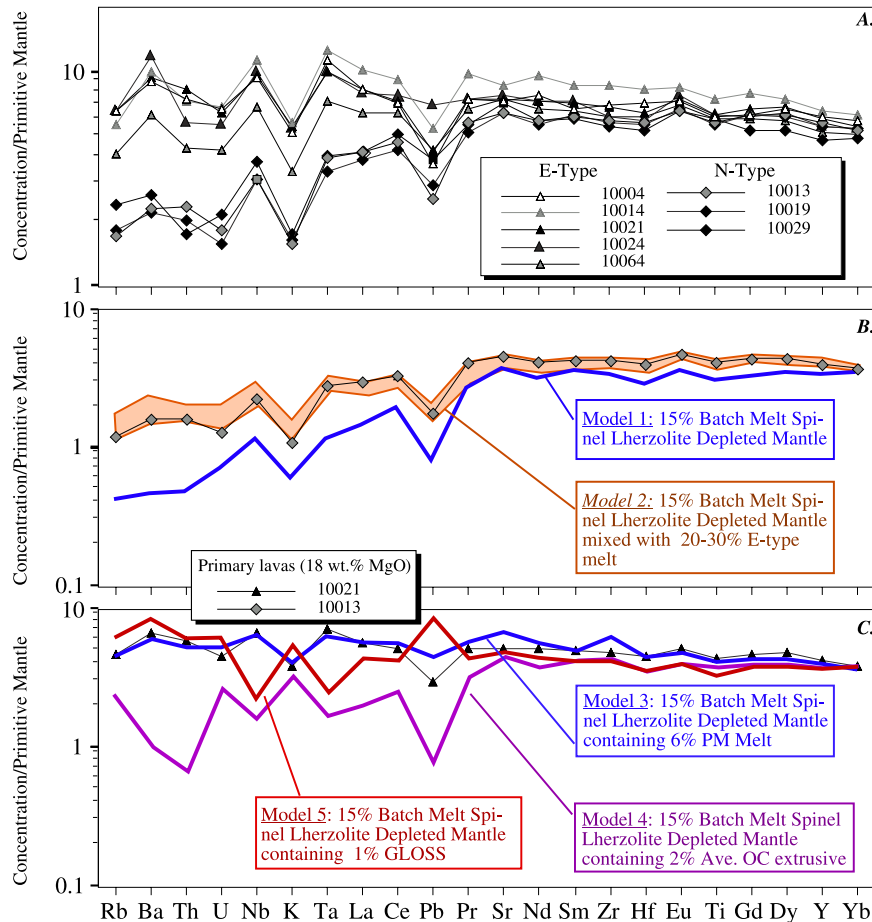 A.
Concentration/Primitive Mantle
10
1
E-Type
N-Type
10004
10014
10021
10024
10064
10013
10019
10029
B.
Concentration/Primitive Mantle
10
1
0.1
Model 1: 15% Batch Melt Spi-
nel Lherzolite Depleted Mantle
Model 2: 15% Batch Melt Spi-
nel Lherzolite Depleted Mantle
mixed with 20-30% E-type
melt
Primary lavas (18 wt.% MgO)
10021
10013
C.
Concentration/Primitive Mantle
10
1
0.1
Model 3: 15% Batch Melt Spi-
nel Lherzolite Depleted Mantle
containing 6% PM Melt
Model 5: 15% Batch Melt Spi-
nel Lherzolite Depleted Mantle
containing 1% GLOSS
Model 4: 15% Batch Melt Spinel
Lherzolite Depleted Mantle
containing 2% Ave. OC extrusive
Rb Ba Th U Nb K Ta La Ce Pb Pr Sr Nd Sm Zr Hf Eu Ti Gd Dy Y Yb